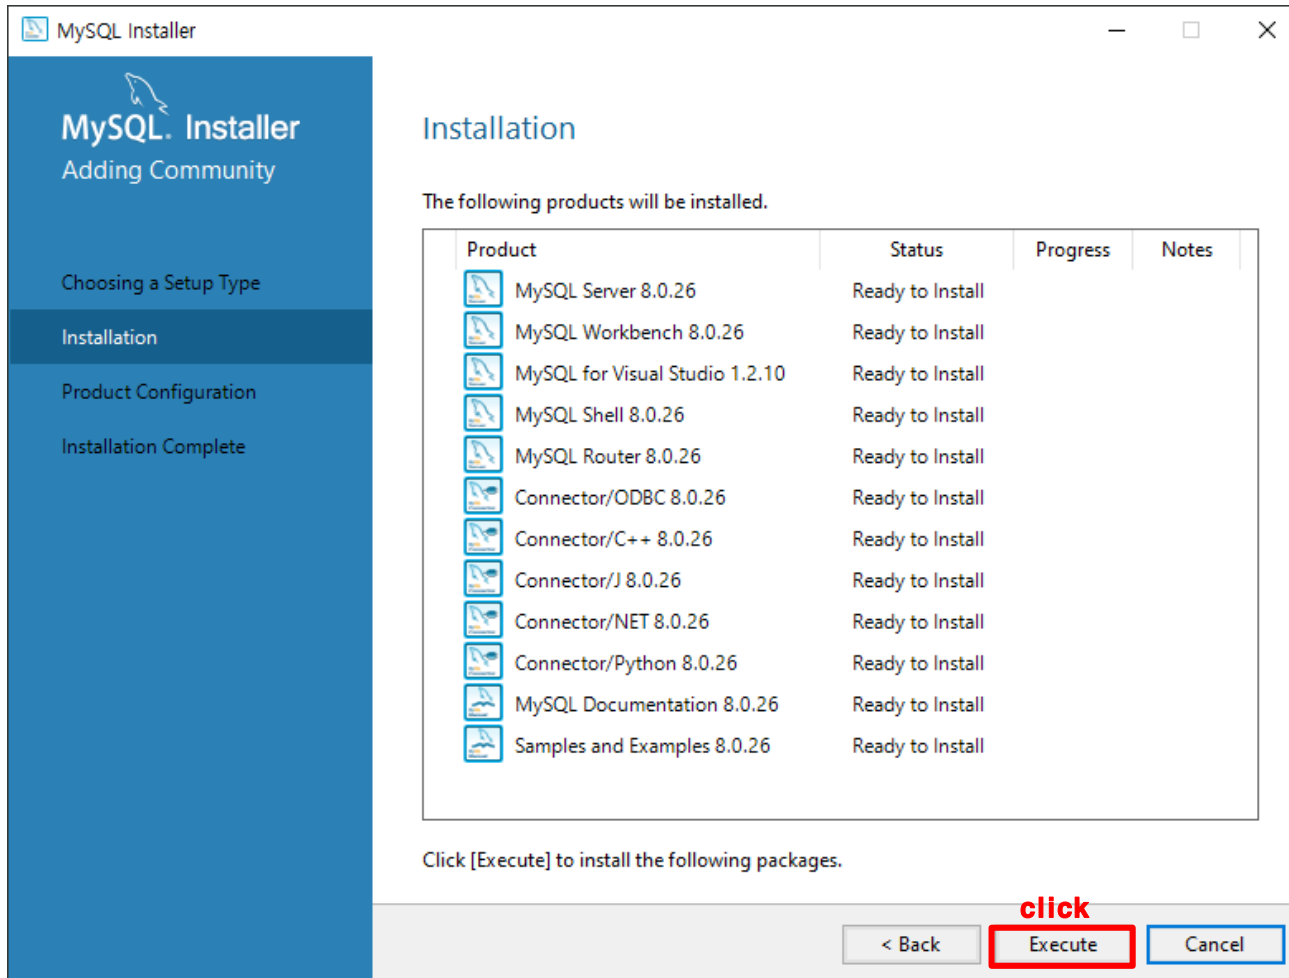 MySQL Installer
MySQL. Installer
Adding Community
Choosing a Setup Type
Installation
Product Configuration
Installation Complete
Installation
The following products will be installed.
Product Status Progress Notes
MySQL Server 8.0.26 Ready to Install
MySQL Workbench 8.0.26 Ready to Install
MySQL for Visual Studio 1.2.10 Ready to Install
MySQL Shell 8.0.26 Ready to Install
MySQL Router 8.0.26 Ready to Install
Connector/ODBC 8.0.26 Ready to Install
Connector/C++ 8.0.26 Ready to Install
Connector/J 8.0.26 Ready to Install
Connector/NET 8.0.26 Ready to Install
Connector/Python 8.0.26 Ready to Install
MySQL Documentation 8.0.26 Ready to Install
Samples and Examples 8.0.26 Ready to Install
Click [Execute] to install the following packages.
click
< Back Execute Cancel